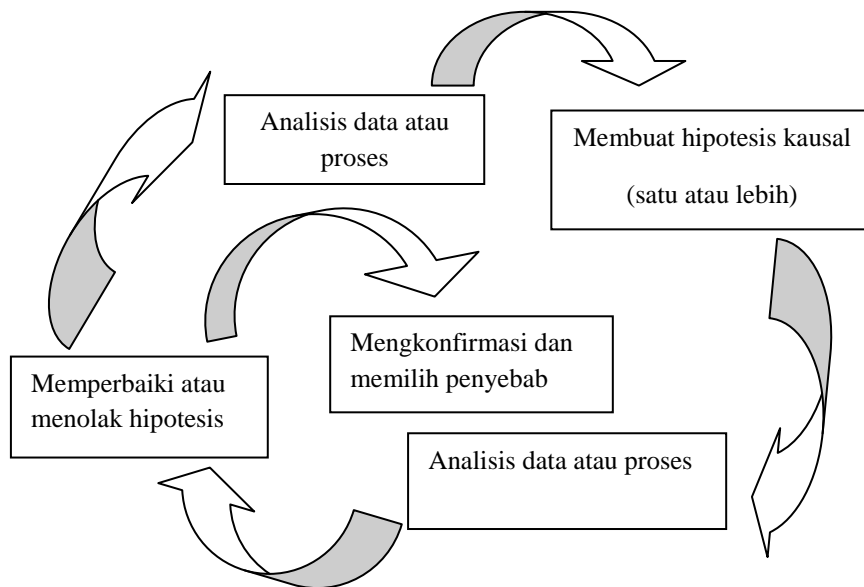 Analisis data atau
proses
Membuat hipotesis kausal
(satu atau lebih)
Mengkonfirmasi dan
memilih penyebab
Memperbaiki atau
menolak hipotesis
Analisis data atau proses